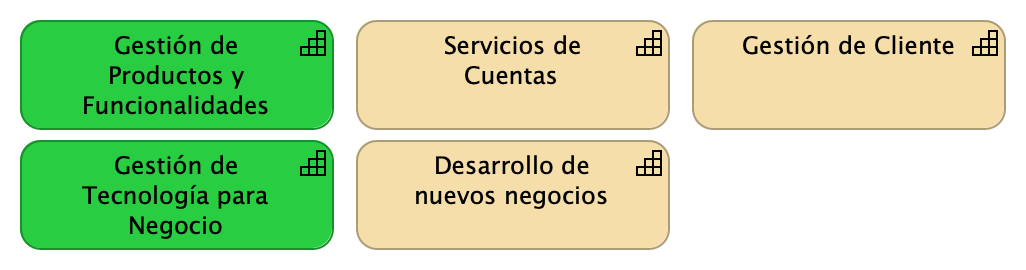 Gestión de
Productos y
Funcionalidades
Servicios de
Cuentas
Gestión de Cliente
Gestión de
Tecnología para
Negocio
Desarrollo de
nuevos negocios